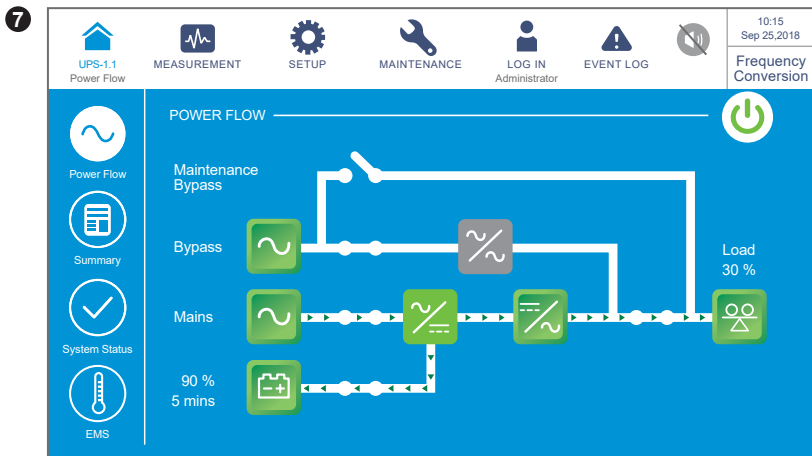 7
UPS-1.1
Power Flow
MEASUREMENT
SETUP
MAINTENANCE
LOG IN
Administrator
EVENT LOG
10:15
Sep 25,2018
Frequency
Conversion
Power Flow
Summary
System Status
EMS
POWER FLOW
Maintenance
Bypass
Bypass
Mains
90 %
5 mins
Load
30 %